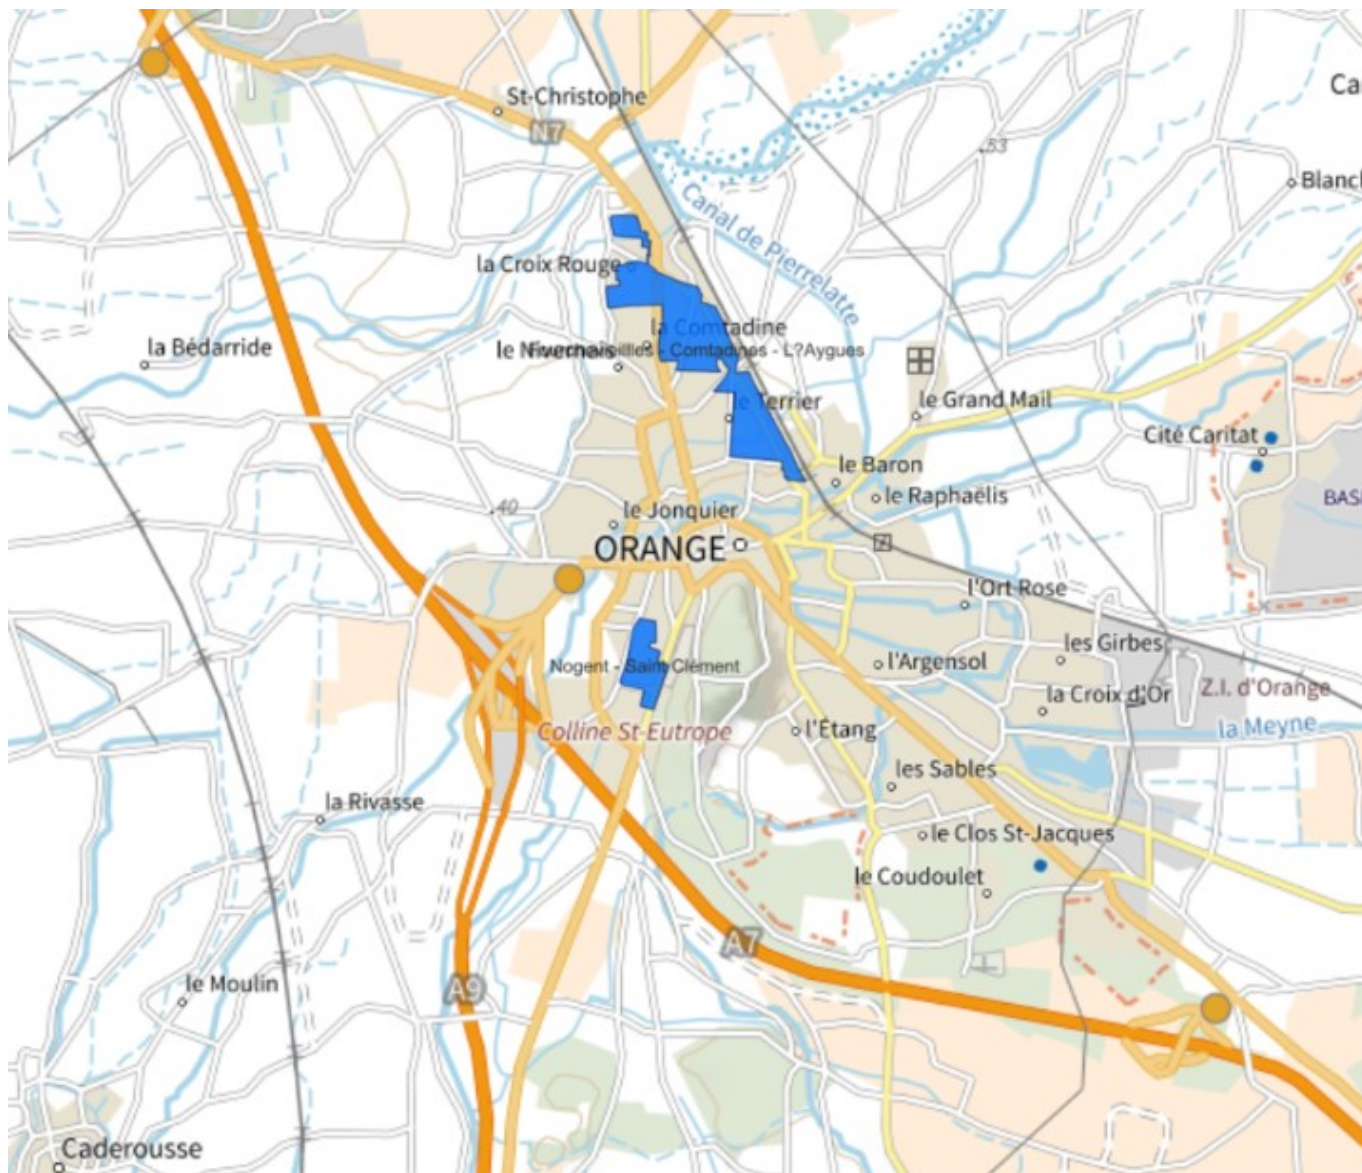 St-Christophe
Ca
N7
53
Blanch
Canal de Pierrelatte
la Croix Rouge
la Comtadine
la Bédarride
le Nivernais
Fourchesvieilles - Comtadines - L?Aygues
le Terrier
le Grand Mail
Cité Caritat
le Baron
le Raphaëlis
BAS
40
le Jonquier
ORANGE
l'Ort Rose
les Girbes
Nogent - Saint Clément
l'Argensol
Z.I. d'Orange
la Croix d'Or
Colline St-Eutrope
l'Étang
la Meyne
les Sables
la Rivasse
le Clos St-Jacques
le Coudoulet
A7
le Moulin
A9
Caderousse